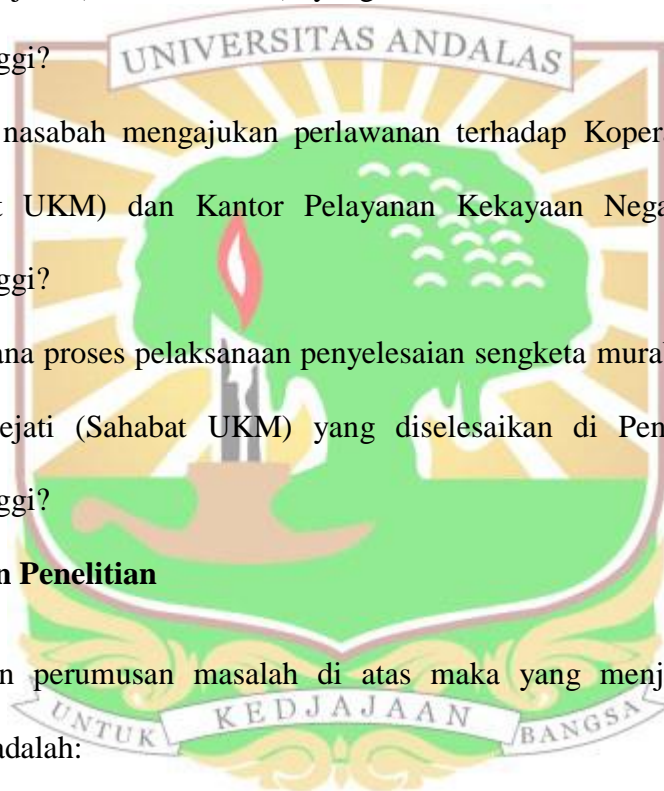 ggi?
UNIVERSITAS ANDALAS
nasabah mengajukan perlawanan terhadap Kopera
UKM) dan Kantor Pelayanan Kekayaan Nega
ggi?
ana proses pelaksanaan penyelesaian sengketa mural
ejati (Sahabat UKM) yang diselesaikan di Pen
ggi?
n Penelitian
n perumusan masalah di atas maka yang menj
UNTUK KEDJAJAAN BANGSA
adalah: